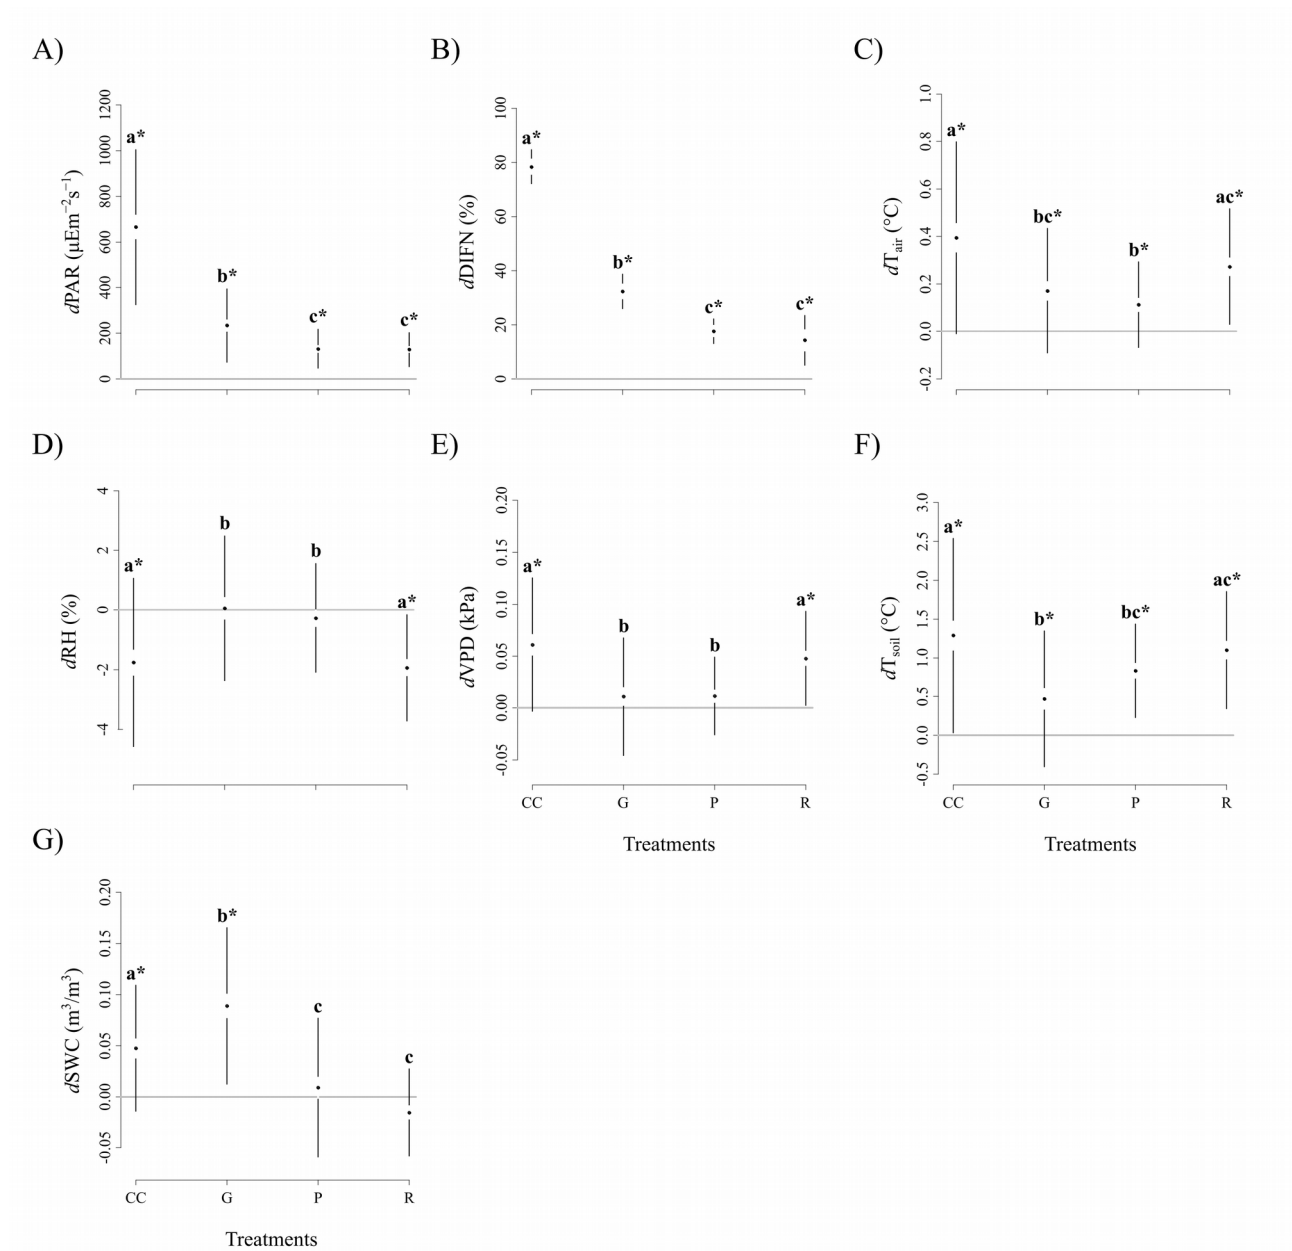 A)
B)
C)
dPAR (μEm−2s−1)
0
200
400
600
800
1000
1200
a*
b*
c*
c*
dDIFN (%)
0
20
40
60
80
100
a*
b*
c*
c*
dTair (°C)
-0.2
0.0
0.2
0.4
0.6
0.8
1.0
a*
bc*
b*
ac*
D)
E)
F)
dRH (%)
-4
-2
0
2
4
a*
b
b
a*
dVPD (kPa)
-0.05
0.00
0.05
0.10
0.15
0.20
a*
b
b
a*
CC G P R
Treatments
dTsoil (°C)
-0.5
0.0
0.5
1.0
1.5
2.0
2.5
3.0
a*
b*
bc*
ac*
CC G P R
Treatments
G)
dSWC (m3/m3)
-0.05
0.00
0.05
0.10
0.15
0.20
a*
b*
c
c
CC G P R
Treatments